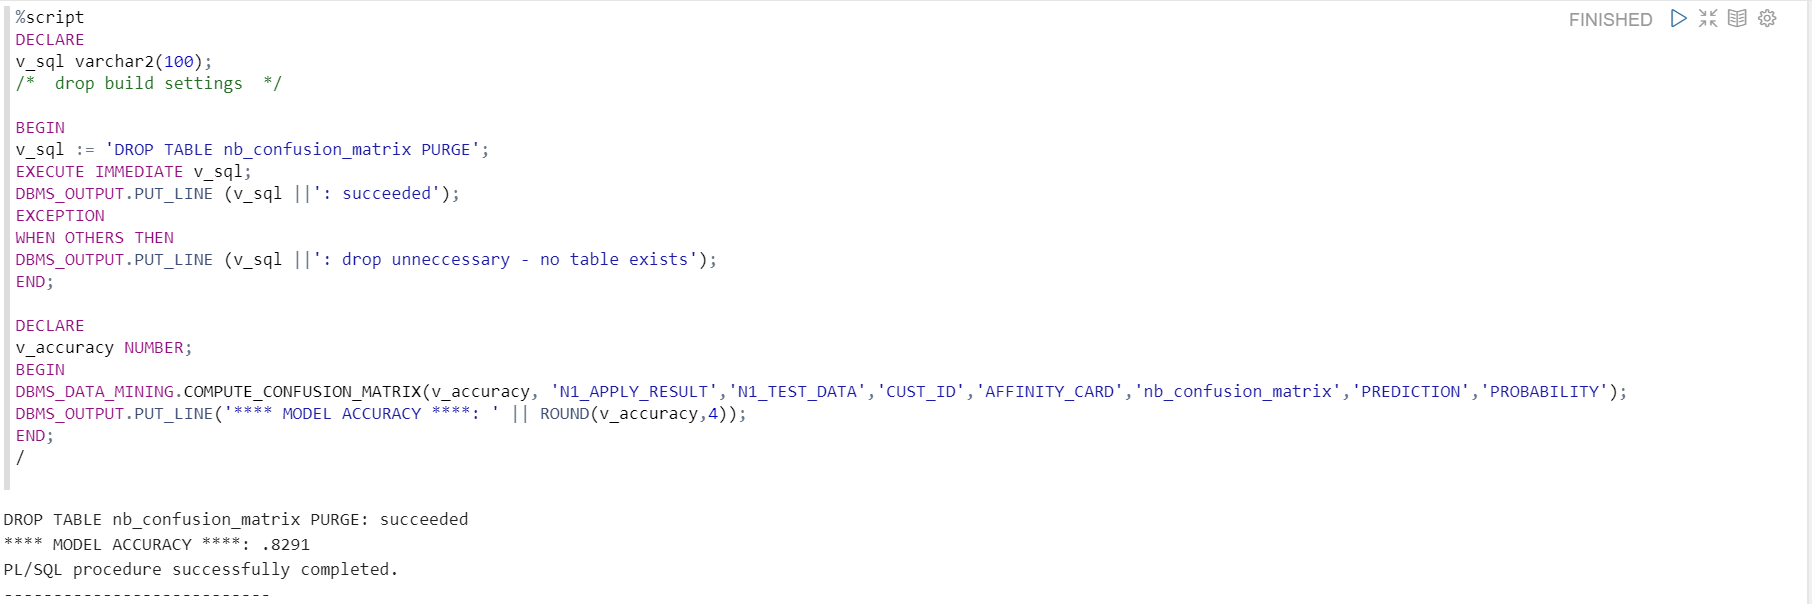 %script
FINISHED
DECLARE
v_sql varchar2(100);
/*  drop build settings  */
BEGIN
v_sql := 'DROP TABLE nb_confusion_matrix PURGE';
EXECUTE IMMEDIATE v_sql;
DBMS_OUTPUT.PUT_LINE (v_sql ||': succeeded');
EXCEPTION
WHEN OTHERS THEN
DBMS_OUTPUT.PUT_LINE (v_sql ||': drop unneccessary - no table exists');
END;
DECLARE
v_accuracy NUMBER;
BEGIN
DBMS_DATA_MINING.COMPUTE_CONFUSION_MATRIX(v_accuracy, 'N1_APPLY_RESULT','N1_TEST_DATA','CUST_ID','AFFINITY_CARD','nb_confusion_matrix','PREDICTION','PROBABILITY');
DBMS_OUTPUT.PUT_LINE('**** MODEL ACCURACY ****: ' || ROUND(v_accuracy,4));
END;
/
DROP TABLE nb_confusion_matrix PURGE: succeeded
**** MODEL ACCURACY ****: .8291
PL/SQL procedure successfully completed.
---------------------------